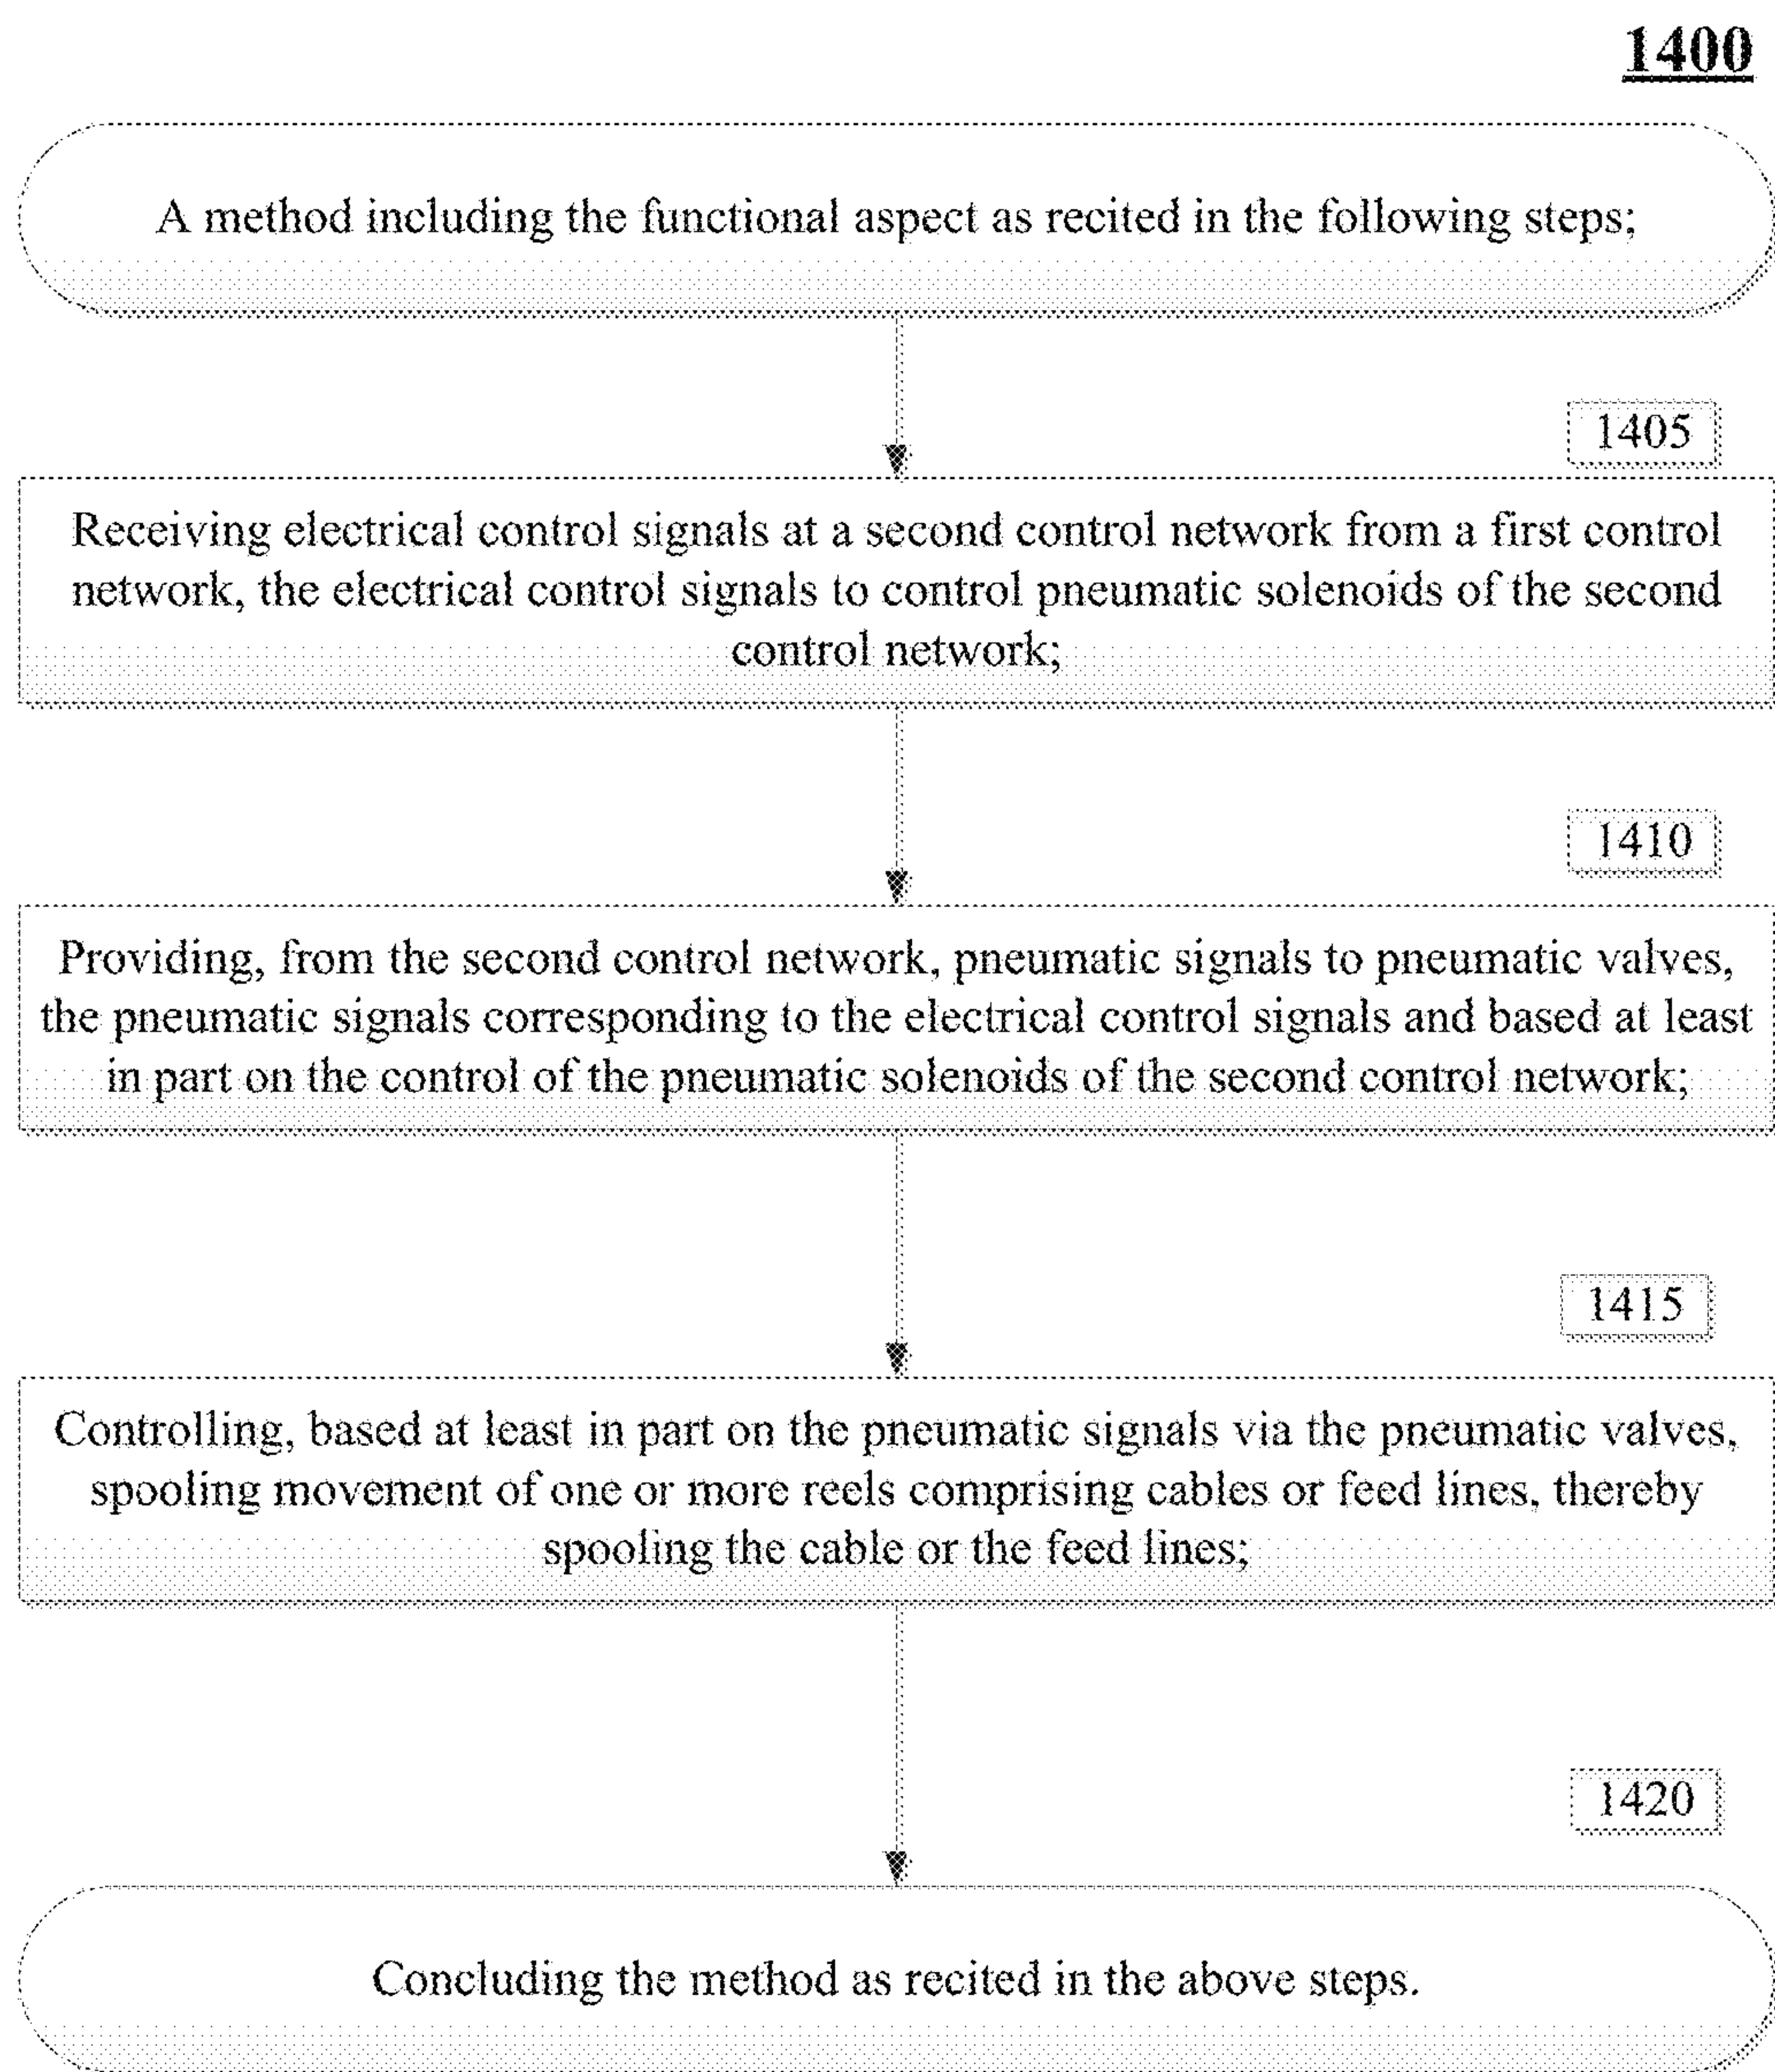 1400
A method including the functional aspect as recited in the following steps;
1405
Receiving electrical control signals at a second control network from a first control
network, the electrical control signals to control pneumatic solenoids of the second
control network;
1410
Providing, from the second control network, pneumatic signals to pneumatic valves,
the pneumatic signals corresponding to the electrical control signals and based at least
in part on the control of the pneumatic solenoids of the second control network;
1415
Controlling, based at least in part on the pneumatic signals via the pneumatic valves,
spooling movement of one or more reels comprising cables or feed lines, thereby
spooling the cable or the feed lines;
1420
Concluding the method as recited in the above steps.